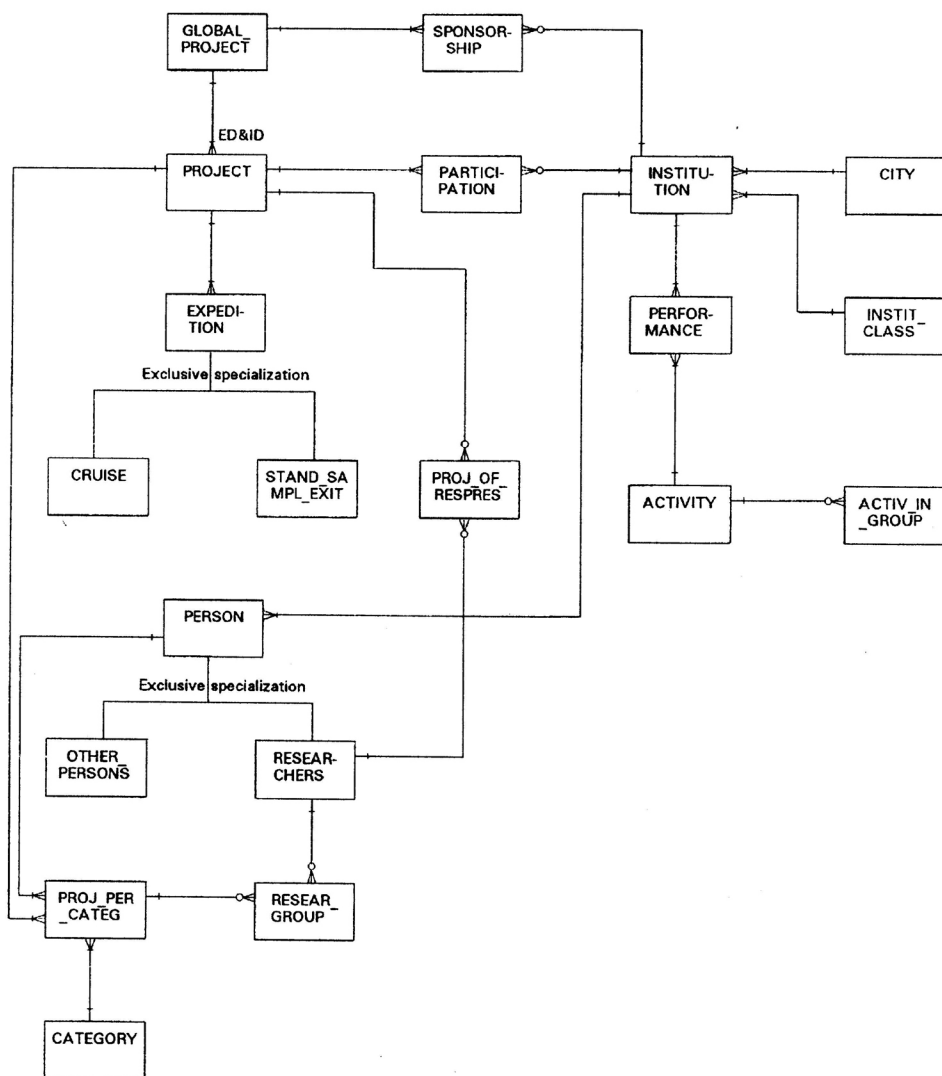 GLOBAL_
PROJECT
SPONSOR-
SHIP
ED&ID
PROJECT
PARTICI-
PATION
INSTITU-
TION
CITY
EXPEDI-
TION
PERFOR-
MANCE
INSTIT_
CLASS
Exclusive specialization
CRUISE
STAND_SA
MPL_EXIT
PROJ_OF_
RESPRES
ACTIVITY
ACTIV_IN
_GROUP
PERSON
Exclusive specialization
OTHER_
PERSONS
RESEAR-
CHERS
PROJ_PER
_CATEG
RESEAR_
GROUP
CATEGORY